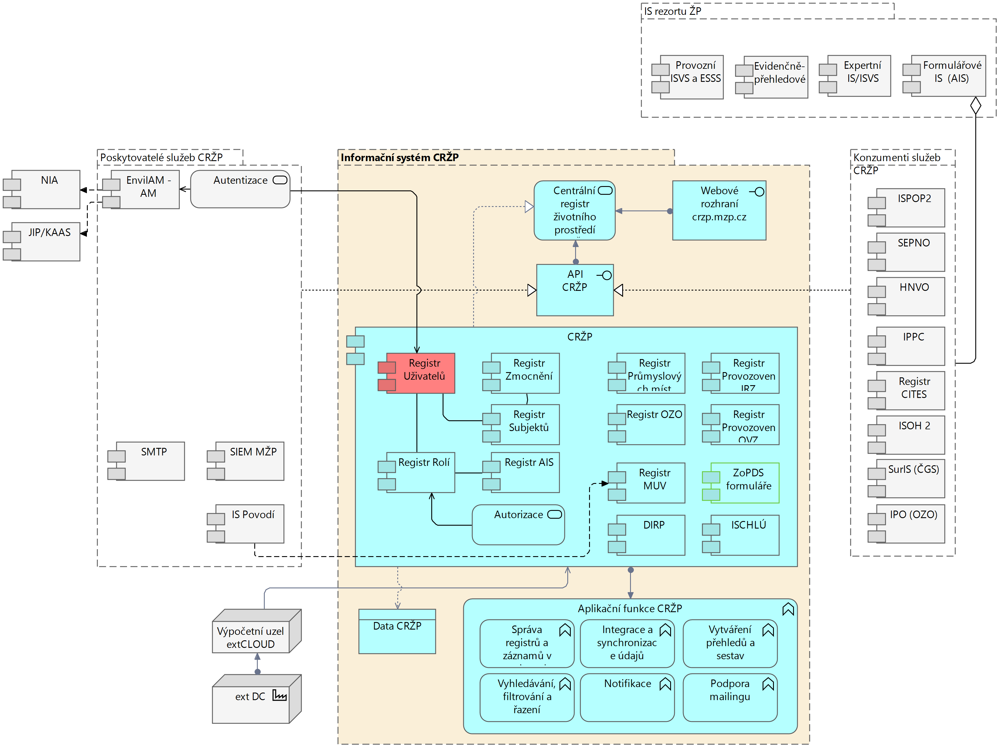 IS rezortu ŽP
Provozní
ISVS a ESSS
Evidenčně-
přehledové
Expertní
IS/ISVS
Formulářové
IS (AIS)
Poskytovatelé služeb CRŽP
NIA
EnviIAM -
AM
Autentizace
JIP/KAAS
SMTP
SIEM MŽP
IS Povodí
Informační systém CRŽP
Centrální
registr
životního
prostředí
Webové
rozhraní
crzp.mzp.cz
API
CRŽP
CRŽP
Registr
Uživatelů
Registr
Zmocnění
Registr
Průmyslový
ch míst
Registr
Provozoven
IRZ
Registr
Subjektů
Registr OZO
Registr
Provozoven
OVZ
Registr Rolí
Registr AIS
Registr
MUV
ZoPDS
formuláře
Autorizace
DIRP
ISCHLÚ
Konzumenti služeb
CRŽP
ISPOP2
SEPNO
HNVO
IPPC
Registr
CITES
ISOH 2
SurIS (ČGS)
IPO (OZO)
Výpočetní uzel
extCLOUD
ext DC
Data CRŽP
Aplikační funkce CRŽP
Správa
registrů a
záznamů v
Integrace a
synchronizac
e údajů
Vytváření
přehledů a
sestav
Vyhledávání,
filtrování a
řazení
Notifikace
Podpora
mailingu